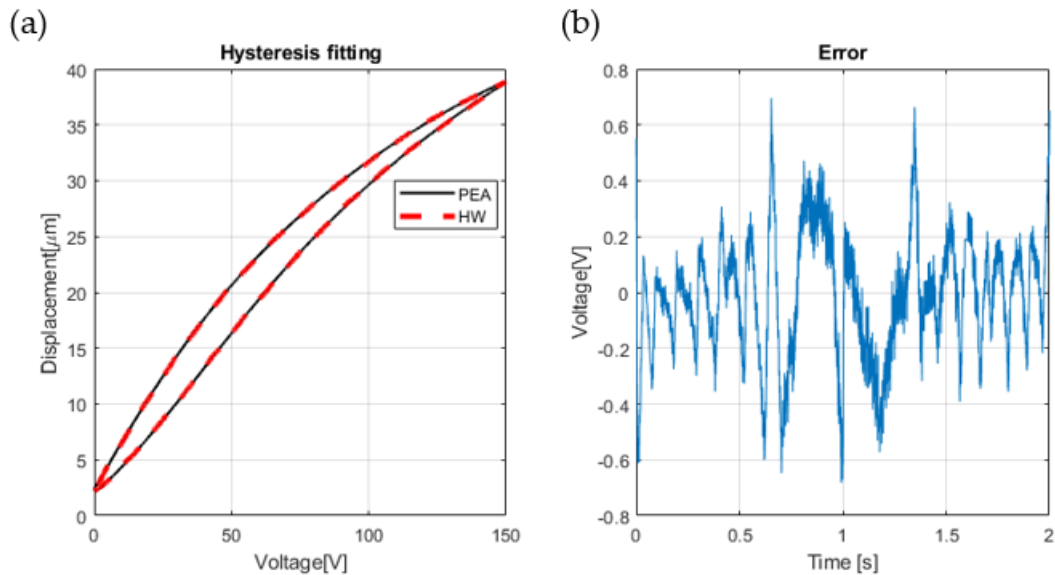 (a)
Hysteresis fitting
40
35
30
25
20
15
10
5
0
Displacement[μm]
PEA
HW
0
50
100
150
Voltage[V]
(b)
Error
0.8
0.6
0.4
0.2
0
-0.2
-0.4
-0.6
-0.8
Voltage[V]
0
0.5
1
1.5
2
Time [s]